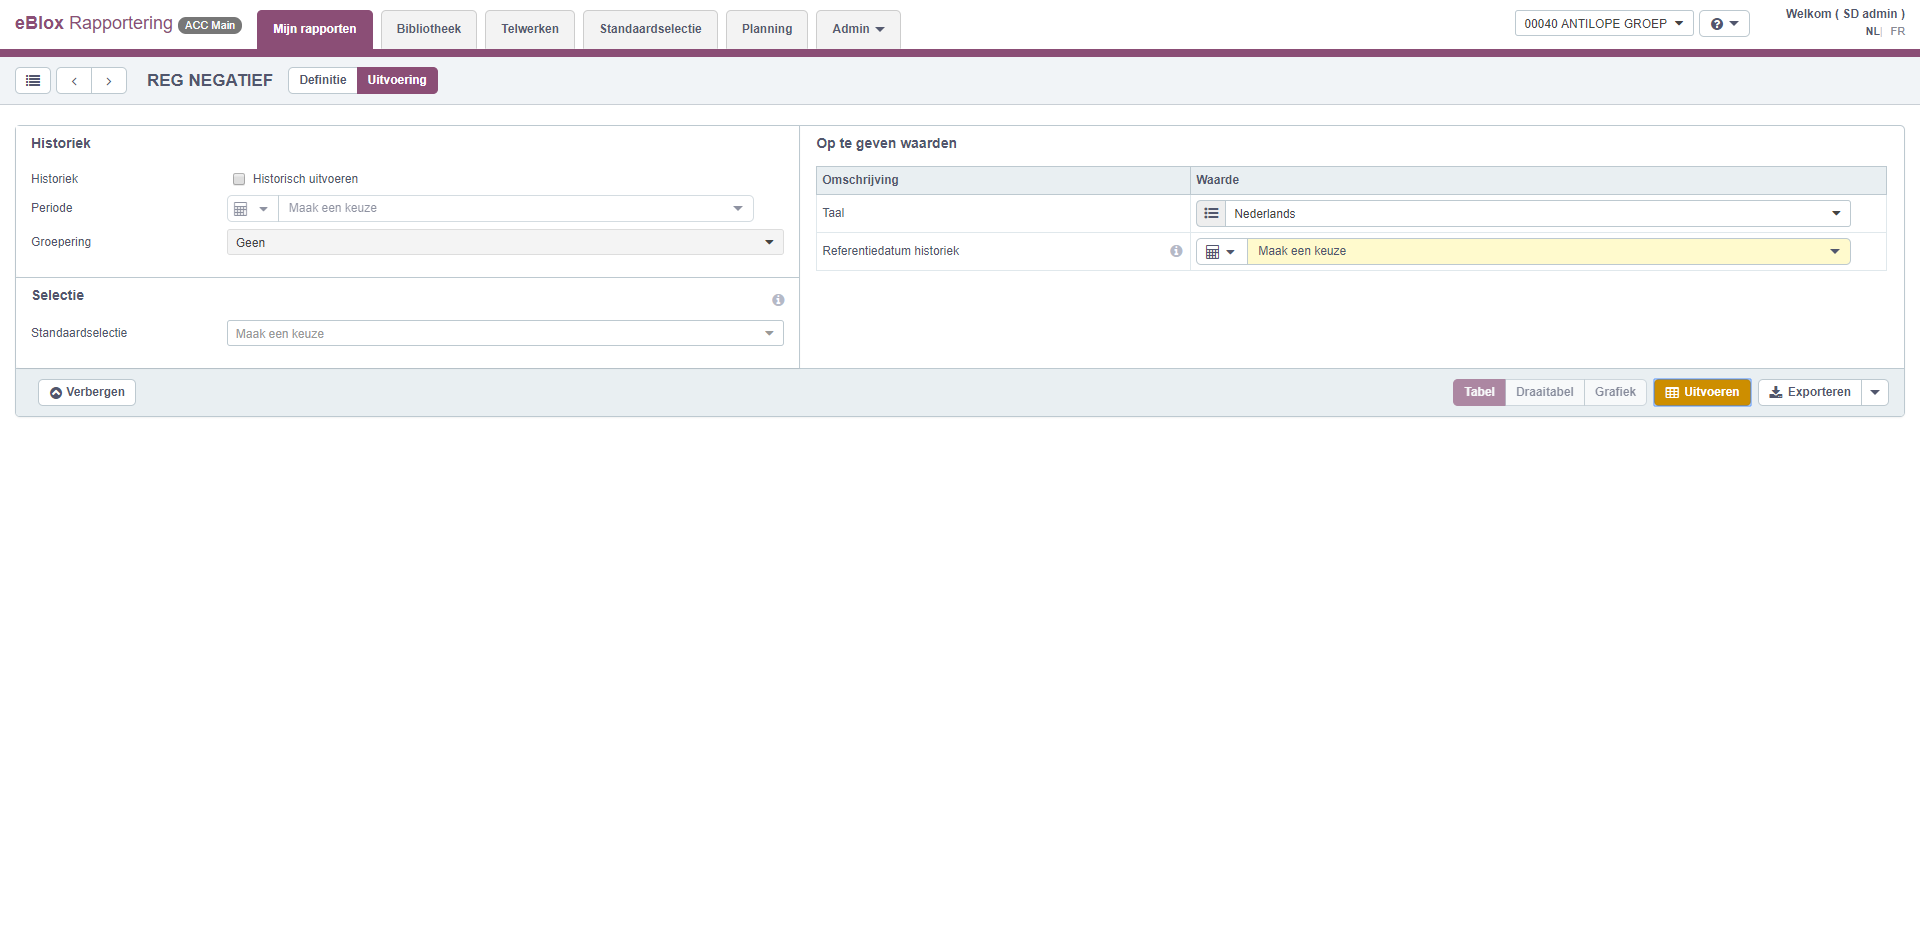 eBlox Rapportering ACC Main
Mijn rapporten
Bibliotheek
Telwerken
Standaardselectie
Planning
Admin
00040 ANTILOPE GROEP
Welkom ( SD admin )
NL| FR
REG NEGATIEF
Definitie
Uitvoering
Historiek
Historiek
Historisch uitvoeren
Periode
Maak een keuze
Groepering
Geen
Selectie
Standaardselectie
Maak een keuze
Op te geven waarden
Omschrijving
Waarde
Taal
Nederlands
Referentiedatum historiek
Maak een keuze
Verbergen
Tabel
Draaitabel
Grafiek
Uitvoeren
Exporteren